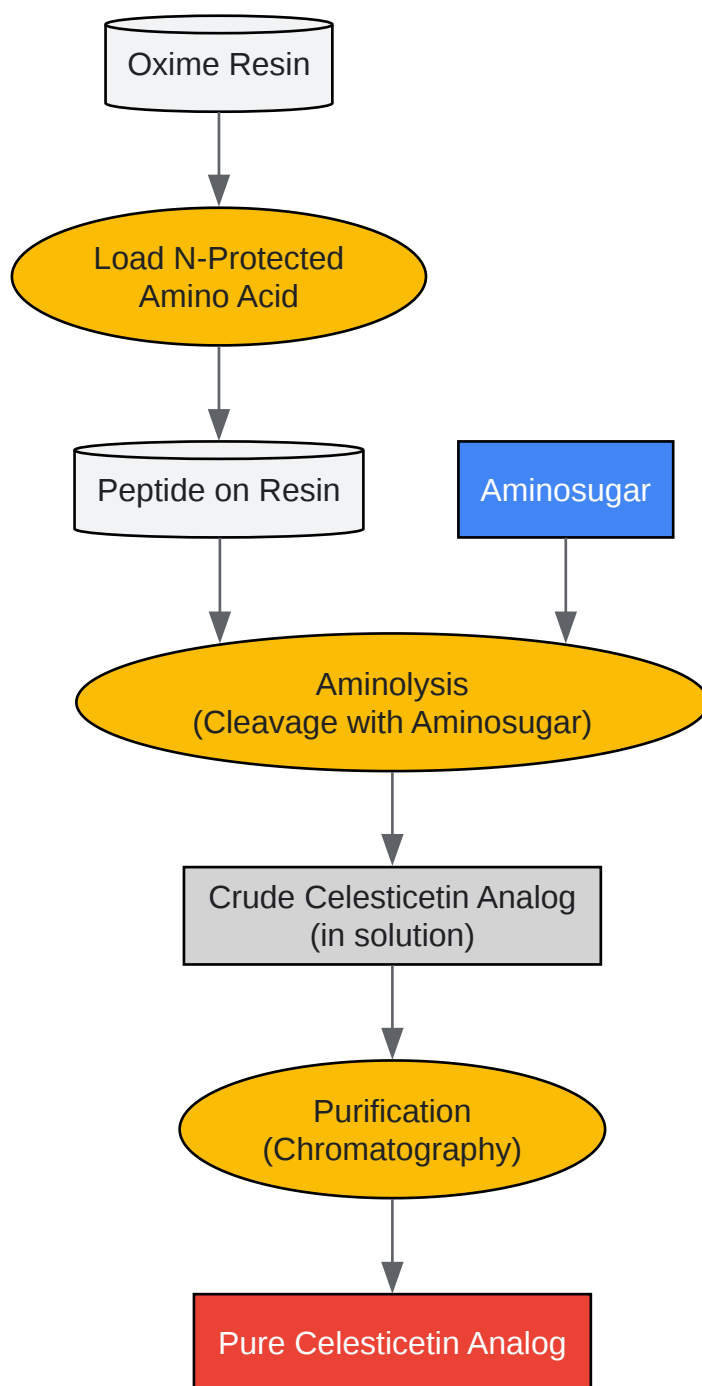 Oxime Resin
Load N-Protected
Amino Acid
Peptide on Resin
Aminosugar
Aminolysis
(Cleavage with Aminosugar)
Crude Celesticetin Analog
(in solution)
Purification
(Chromatography)
Pure Celesticetin Analog